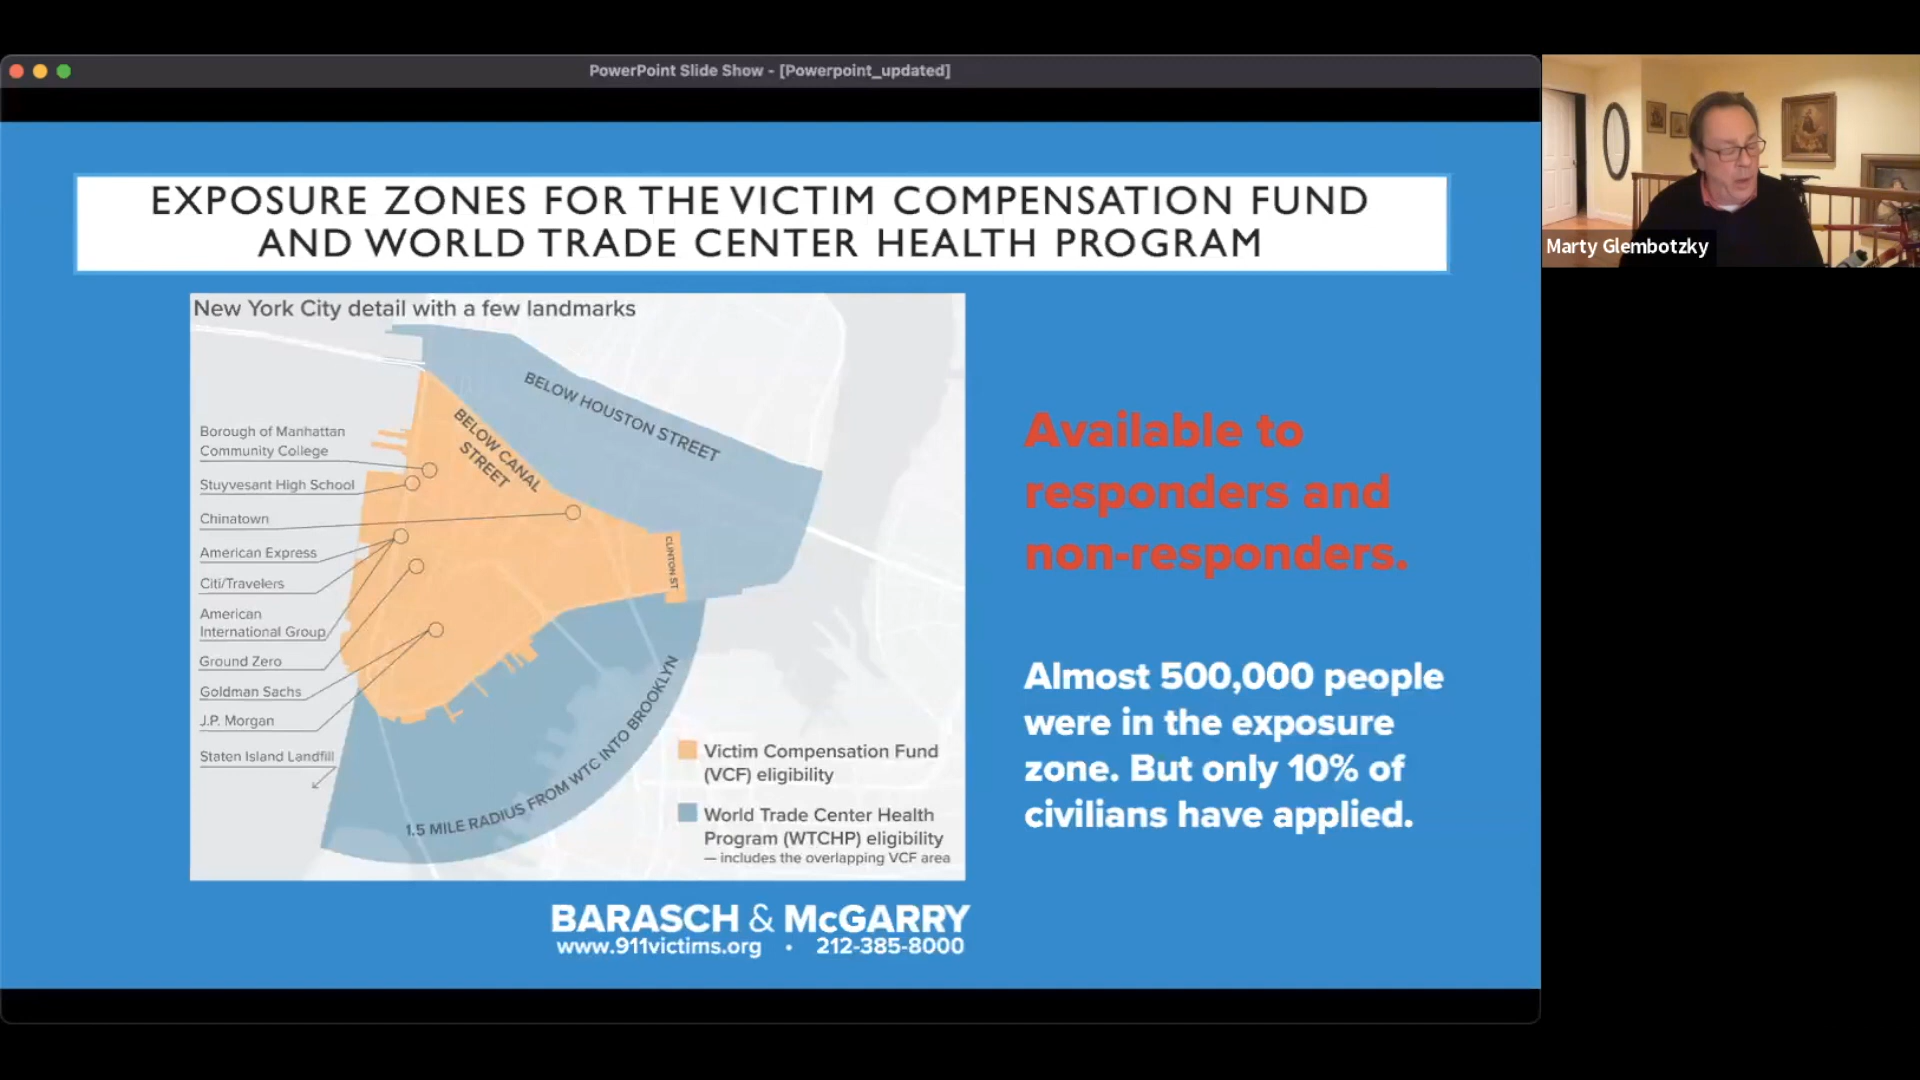 PowerPoint Slide Show - [Powerpoint_updated]
EXPOSURE ZONES FOR THE VICTIM COMPENSATION FUND
AND WORLD TRADE CENTER HEALTH PROGRAM
Marty Glembotzky
New York City detail with a few landmarks
BELOW HOUSTON STREET
BELOW CANAL
STREET
CLINTON ST
Borough of Manhattan
Community College
Stuyvesant High School
Chinatown
American Express
Citi/Travelers
American
International Group
Ground Zero
Goldman Sachs
J.P. Morgan
Staten Island Landfill
1.5 MILE RADIUS FROM WTC INTO BROOKLYN
Victim Compensation Fund
(VCF) eligibility
World Trade Center Health
Program (WTCHP) eligibility
— includes the overlapping VCF area
Available to
responders and
non-responders.
Almost 500,000 people
were in the exposure
zone. But only 10% of
civilians have applied.
BARASCH & McGARRY
www.911victims.org • 212-385-8000